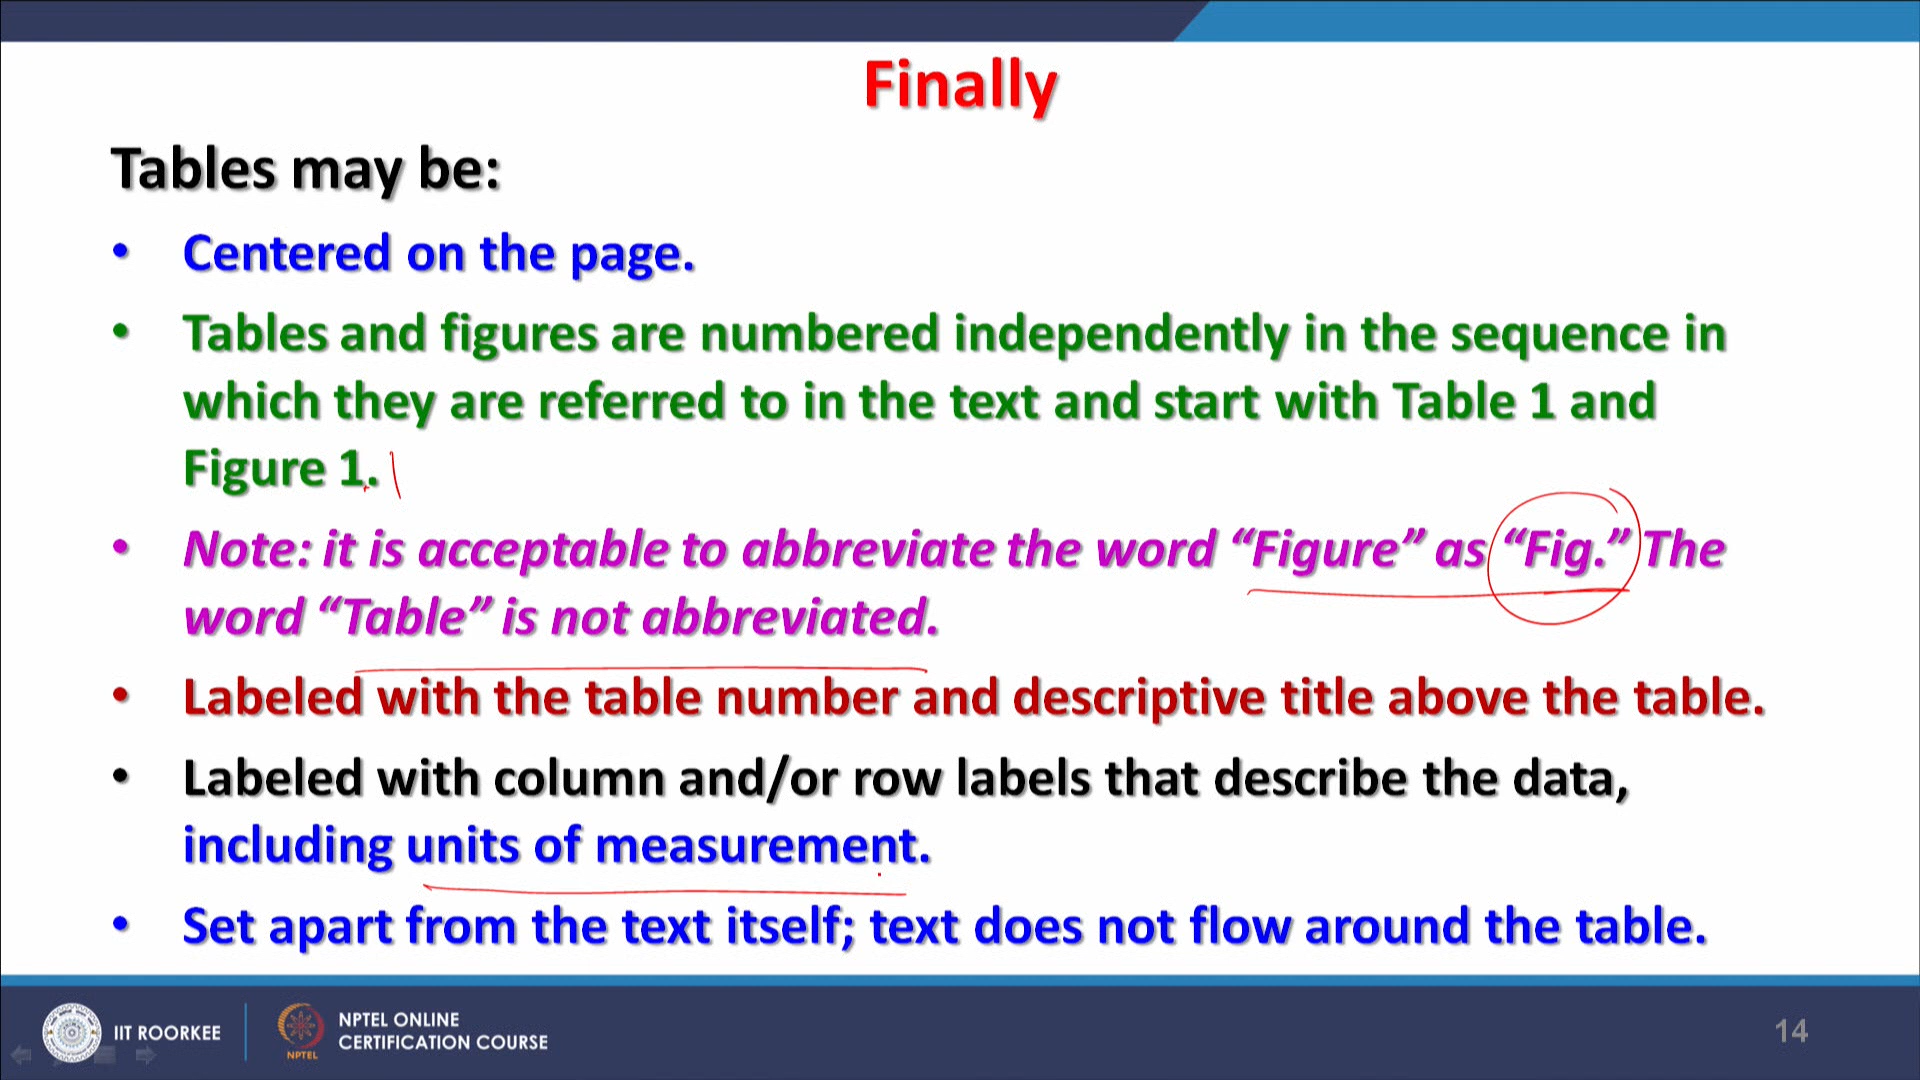 Finally
Tables may be:
• Centered on the page.
• Tables and figures are numbered independently in the sequence in
which they are referred to in the text and start with Table 1 and
Figure 1.
• Note: it is acceptable to abbreviate the word “Figure” as “Fig.” The
word “Table” is not abbreviated.
• Labeled with the table number and descriptive title above the table.
• Labeled with column and/or row labels that describe the data,
including units of measurement.
• Set apart from the text itself; text does not flow around the table.
IIT ROORKEE
NPTEL
NPTEL ONLINE
CERTIFICATION COURSE
14